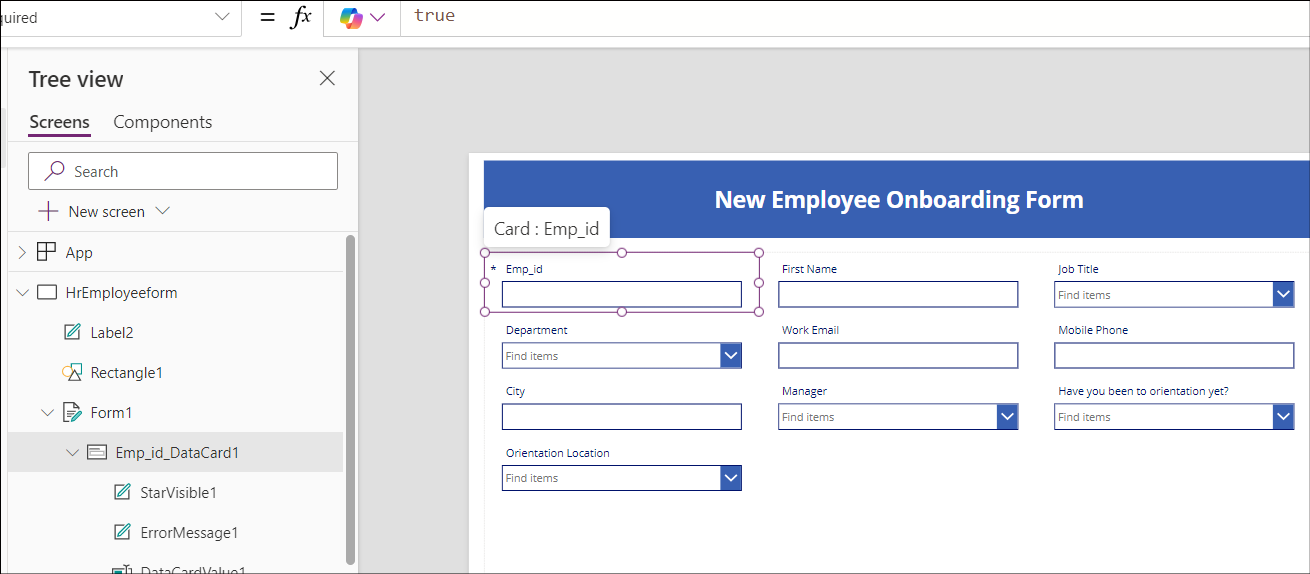 quired = fx true
Tree view
Screens Components
Search
New screen
App
HrEmployeeform
Label2
Rectangle1
Form1
Emp_id_DataCard1
StarVisible1
ErrorMessage1
DataCardValue1
New Employee Onboarding Form
Card : Emp_id
* Emp_id First Name Job Title
Find items
Department Work Email Mobile Phone
Find items
City Manager Have you been to orientation yet?
Find items Find items
Orientation Location
Find items